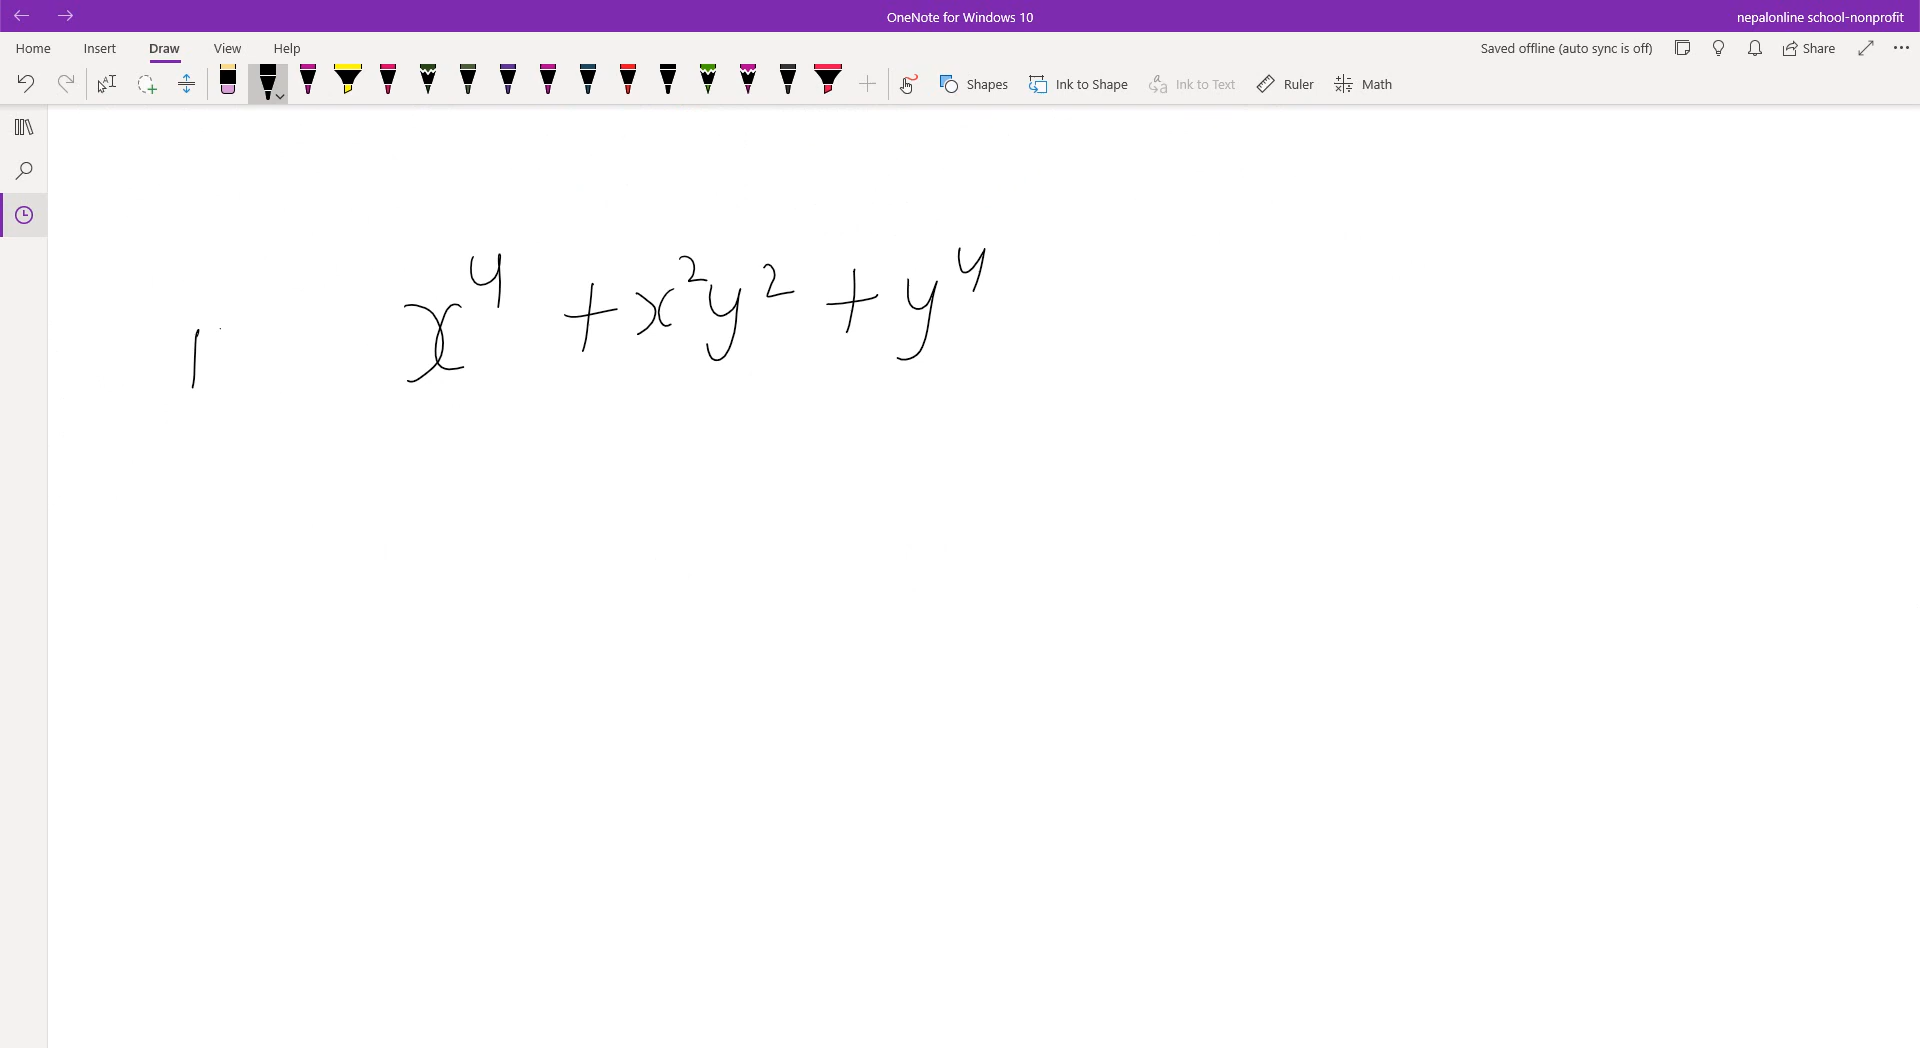 OneNote for Windows 10
nepalonline school-nonprofit
Home Insert Draw View Help
Saved offline (auto sync is off) Share
Shapes Ink to Shape Ink to Text Ruler Math
1 x⁴ + x²y² + y⁴